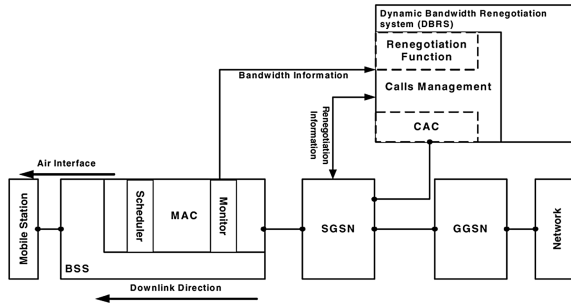 Dynamic Bandwidth Renegotiation
system (DBRS)
Renegotiation
Function
Bandwidth Information
Calls Management
Renegotiation
Information
CAC
Air Interface
Mobile Station
Scheduler
MAC
Monitor
BSS
SGSN
GGSN
Network
Downlink Direction